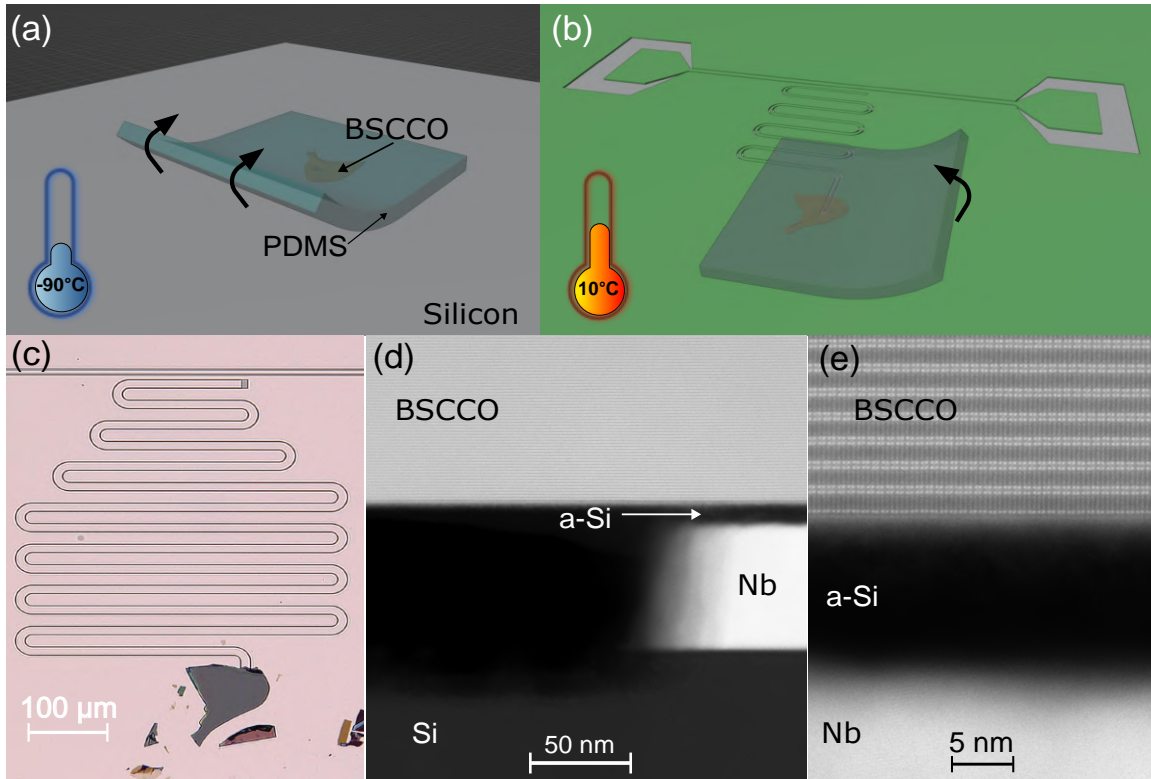 (a)
BSCCO
PDMS
-90°C
Silicon
(b)
10°C
(c)
100 μm
(d)
BSCCO
a-Si
Nb
Si
50 nm
(e)
BSCCO
a-Si
Nb
5 nm